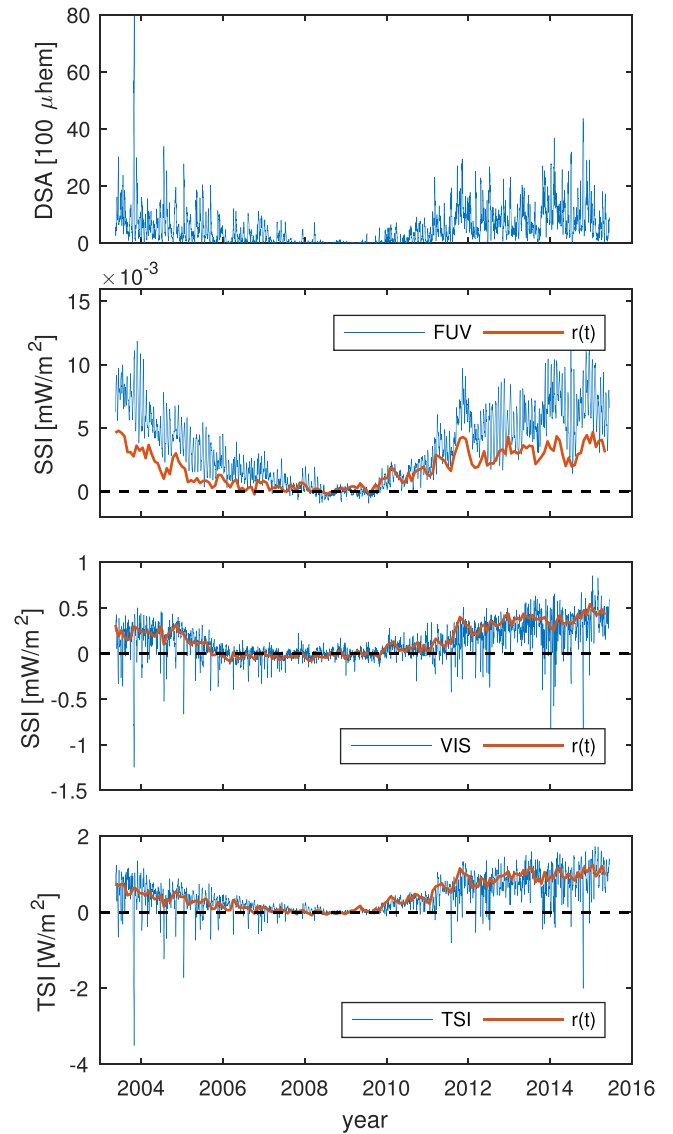 80
60
40
20
0
DSA [100 μhem]
×10⁻³
15
10
5
0
SSI [mW/m²]
FUV r(t)
1
0.5
0
-0.5
-1
-1.5
SSI [mW/m²]
VIS r(t)
2
0
-2
-4
TSI [W/m²]
TSI r(t)
2004 2006 2008 2010 2012 2014 2016
year